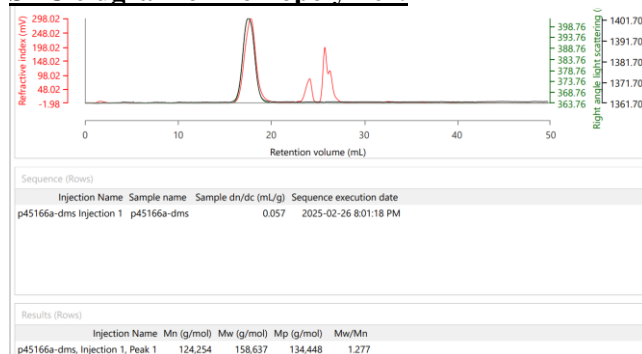 298.02
248.02
198.02
148.02
98.02
48.02
-1.98
Refractive index (mV)
398.76
393.76
388.76
383.76
378.76
373.76
368.76
363.76
Right angle light scattering (
1401.70
1391.70
1381.70
1371.70
1361.70
0 10 20 30 40 50
Retention volume (mL)
Sequence (Rows)
Injection Name Sample name Sample dn/dc (mL/g) Sequence execution date
p45166a-dms Injection 1 p45166a-dms 0.057 2025-02-26 8:01:18 PM
Results (Rows)
Injection Name Mn (g/mol) Mw (g/mol) Mp (g/mol) Mw/Mn
p45166a-dms, Injection 1, Peak 1 124,254 158,637 134,448 1.277